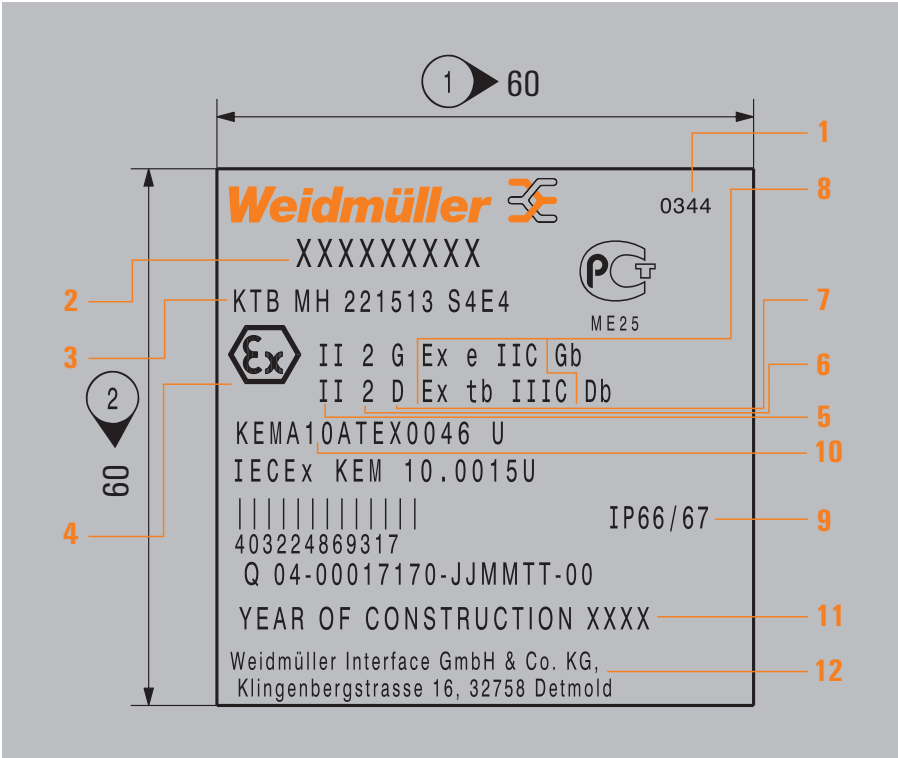 1 60
1
8
Weidmüller
0344
XXXXXXXXX
2
KTB MH 221513 S4E4
7
3
ME25
Ex II 2 G Ex e IIC Gb
6
II 2 D Ex tb IIIC Db
2
5
KEMA10ATEX0046 U
10
IECEx KEM 10.0015U
60
4
IP66/67
9
403224869317
Q 04-00017170-JJMMTT-00
YEAR OF CONSTRUCTION XXXX
11
Weidmüller Interface GmbH & Co. KG,
12
Klingenbergstrasse 16, 32758 Detmold